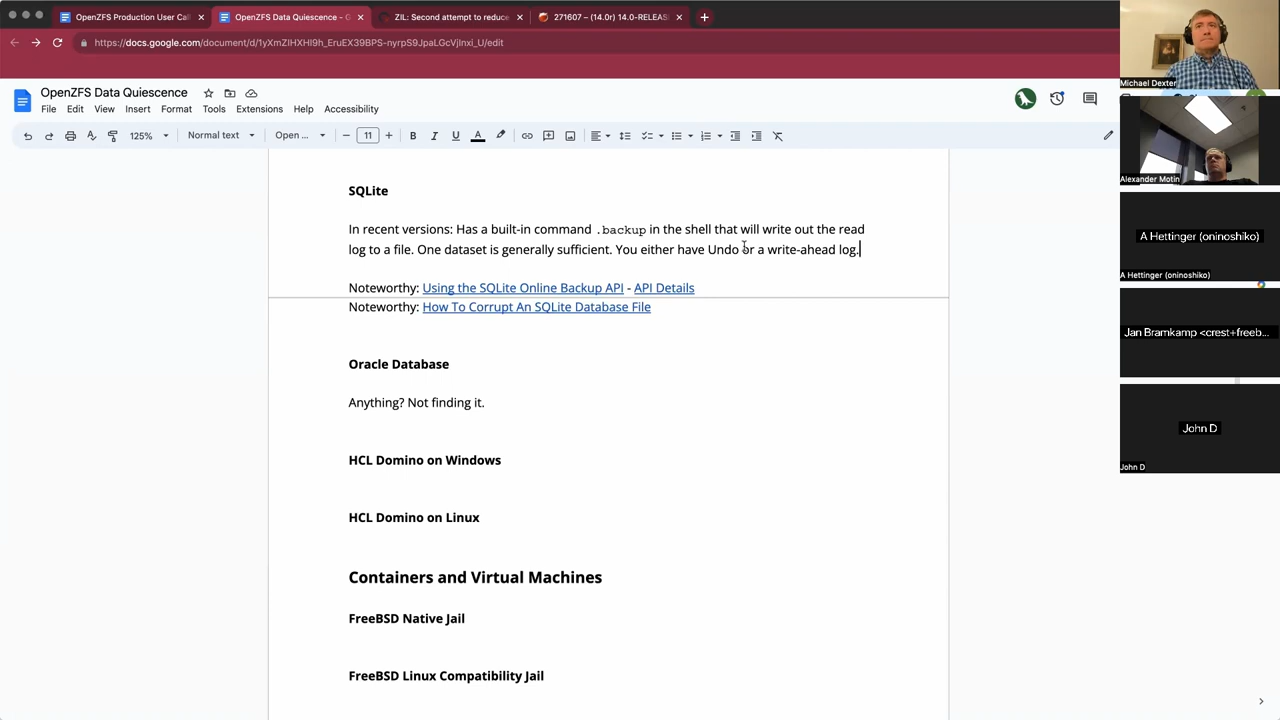 OpenZFS Production User Cal
OpenZFS Data Quiescence - G
ZIL: Second attempt to reduce
271607 – (14.0r) 14.0-RELEAS
https://docs.google.com/document/d/1yXmZIHXHI9h_EruEX39BPS-nyrpS9JpaLGcVjInxi_U/edit
OpenZFS Data Quiescence
File Edit View Insert Format Tools Extensions Help Accessibility
125% Normal text Open ... 11 B I U A
SQLite
In recent versions: Has a built-in command .backup in the shell that will write out the read
log to a file. One dataset is generally sufficient. You either have Undo or a write-ahead log.
Noteworthy: Using the SQLite Online Backup API - API Details
Noteworthy: How To Corrupt An SQLite Database File
Oracle Database
Anything? Not finding it.
HCL Domino on Windows
HCL Domino on Linux
Containers and Virtual Machines
FreeBSD Native Jail
FreeBSD Linux Compatibility Jail
Michael Dexter
Alexander Motin
A Hettinger (oninoshiko)
A Hettinger (oninoshiko)
Jan Bramkamp <crest+freeb...
John D
John D